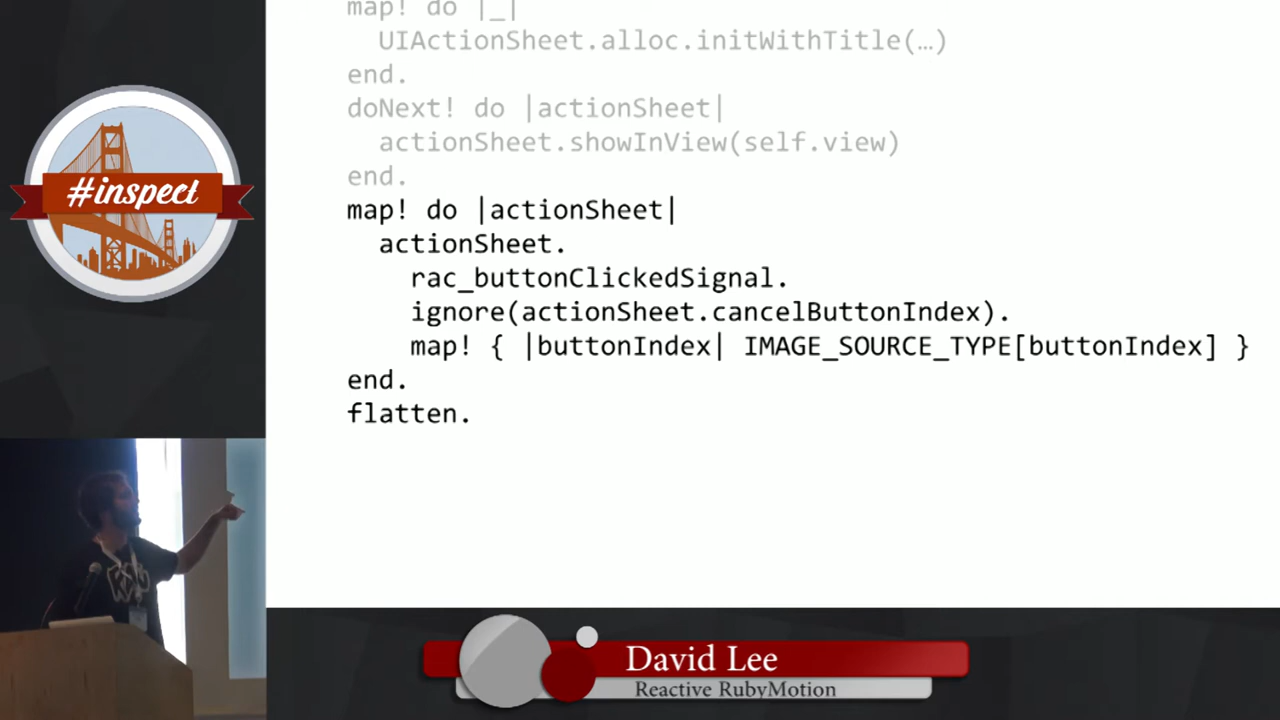 map! do |_|
UIActionSheet.alloc.initWithTitle(…)
end.
doNext! do |actionSheet|
actionSheet.showInView(self.view)
end.
map! do |actionSheet|
actionSheet.
rac_buttonClickedSignal.
ignore(actionSheet.cancelButtonIndex).
map! { |buttonIndex| IMAGE_SOURCE_TYPE[buttonIndex] }
end.
flatten.
#inspect
David Lee
Reactive RubyMotion